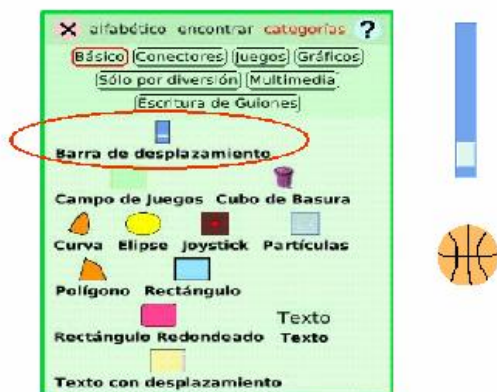 alfabético encontrar categorías ?
Básico Conectores Juegos Gráficos
Sólo por diversión Multimedia
Escritura de Guiones
Barra de desplazamiento
Campo de Juegos Cubo de Basura
Curva Elipse Joystick Partículas
Polígono Rectángulo
Texto
Rectángulo Redondeado Texto
Texto con desplazamiento